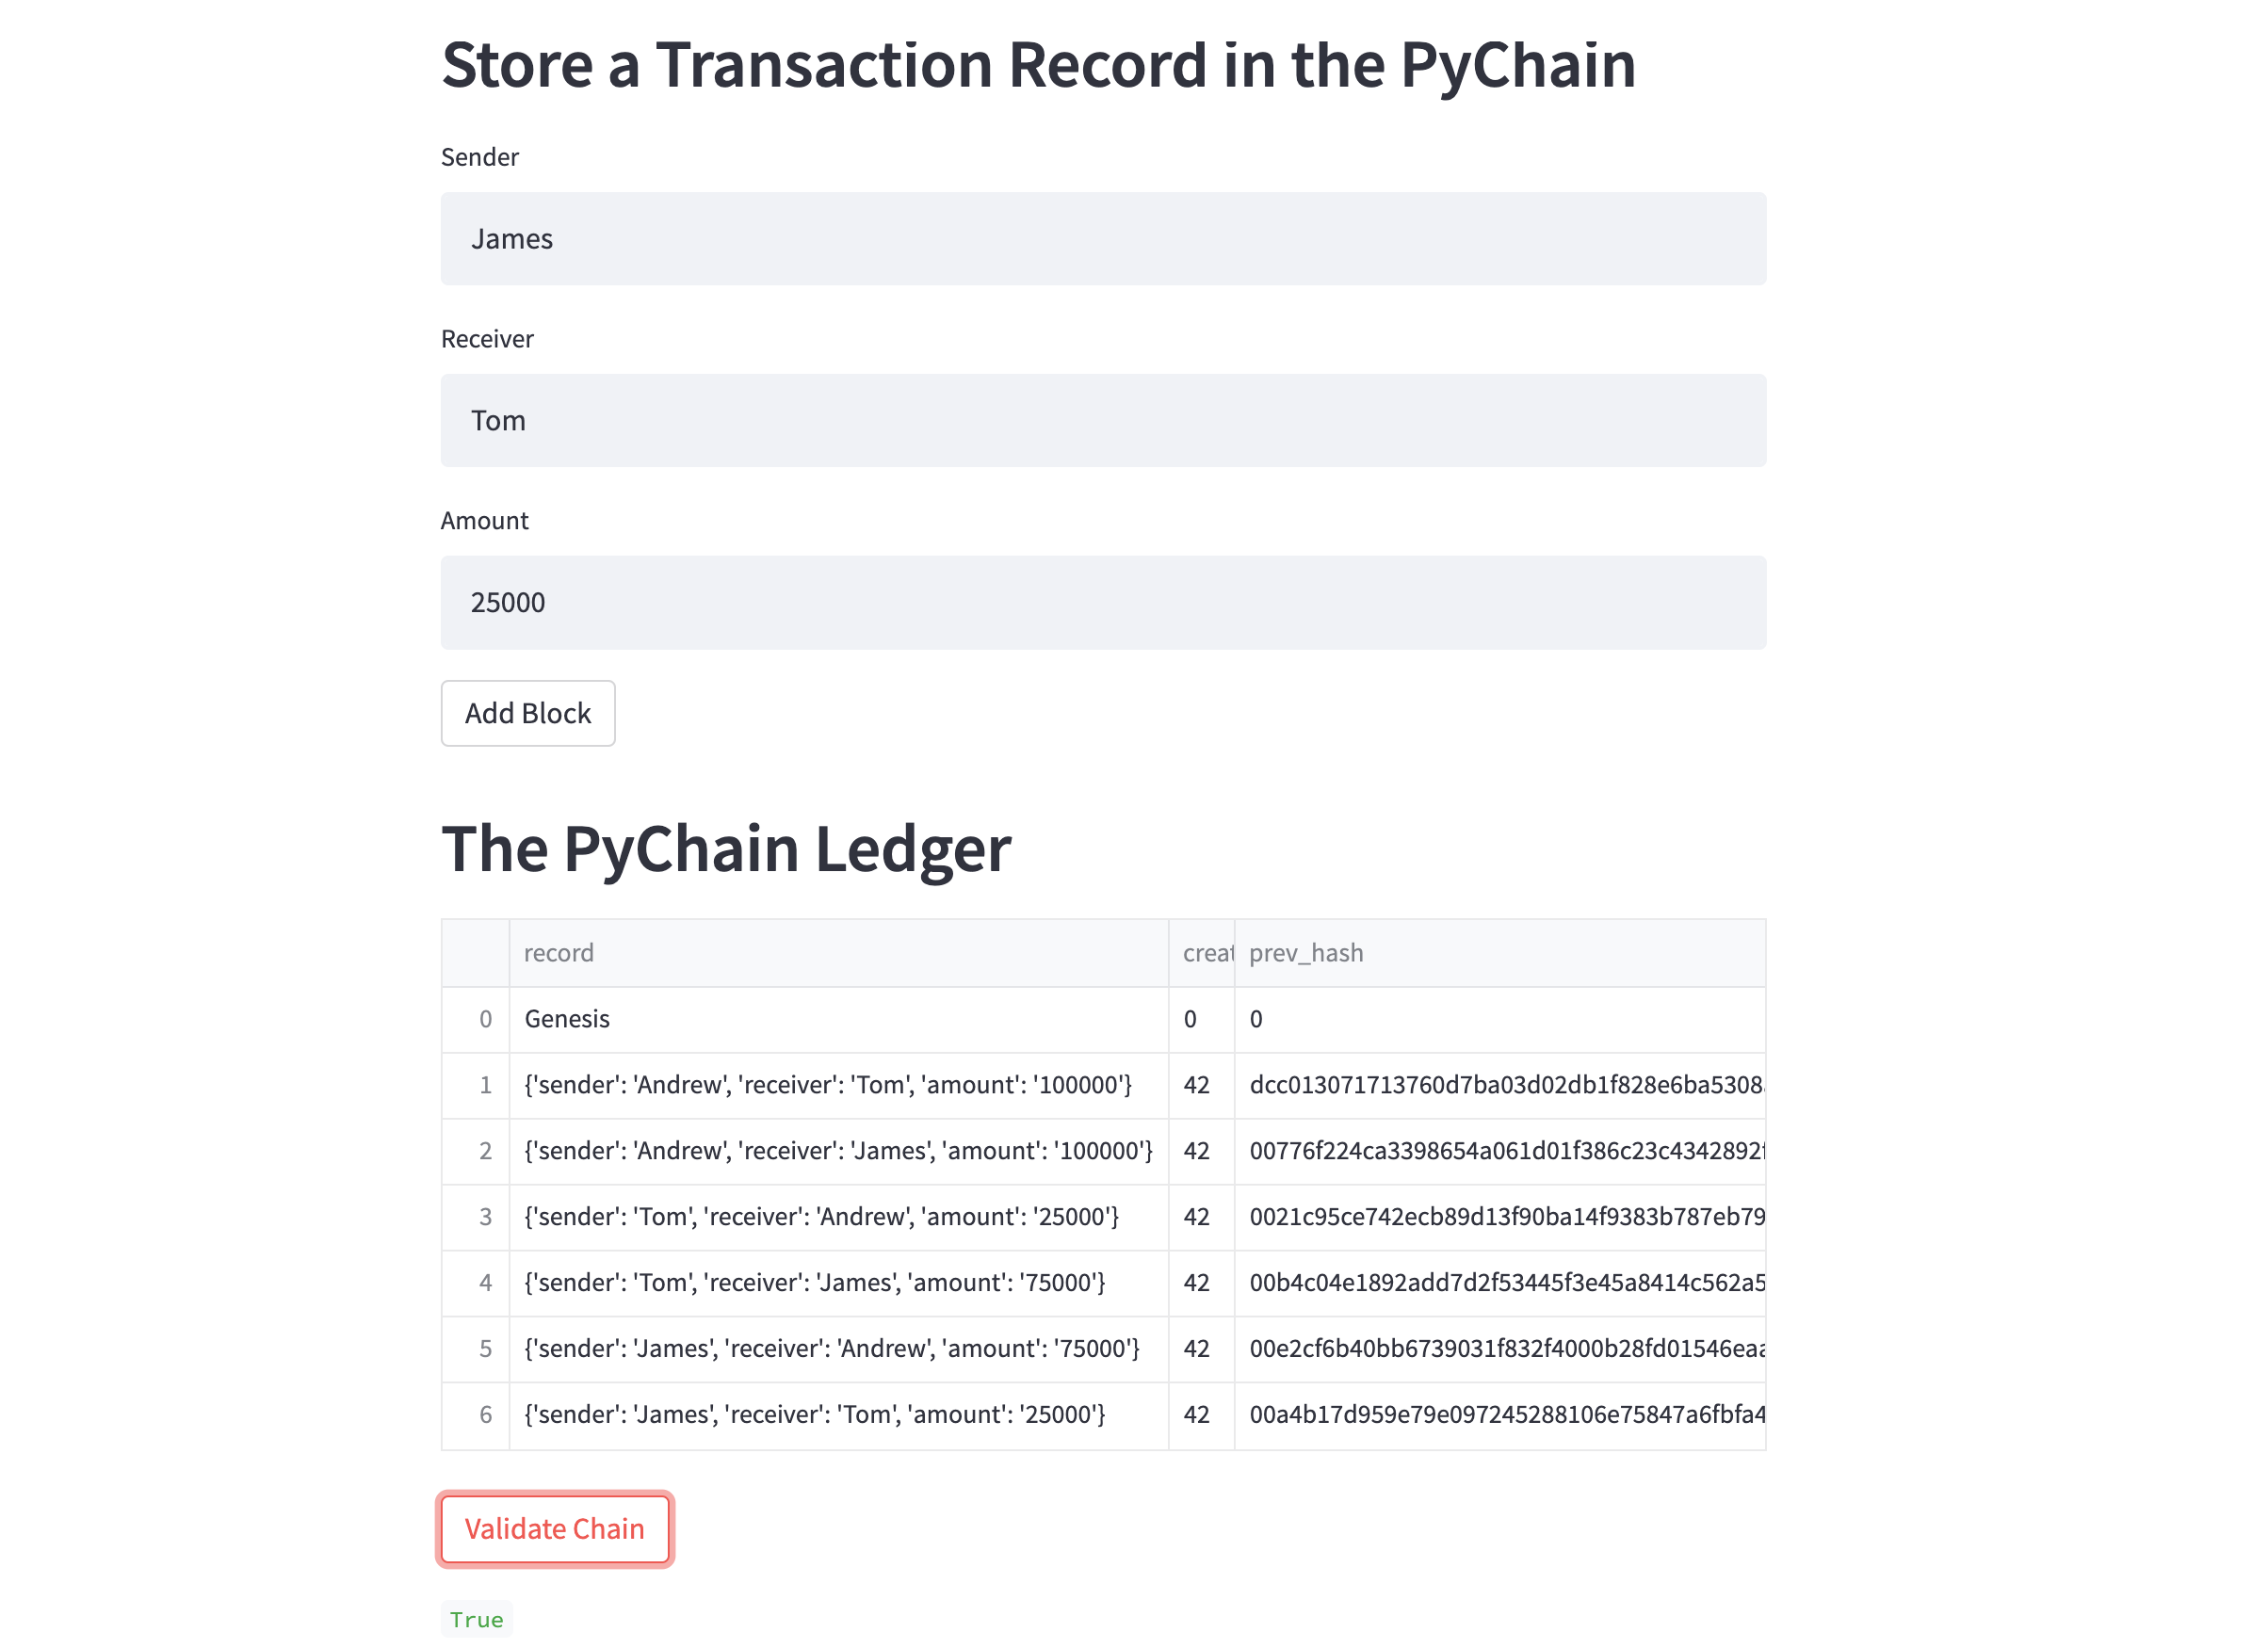 Store a Transaction Record in the PyChain
Sender
James
Receiver
Tom
Amount
25000
Add Block
The PyChain Ledger
record creat prev_hash
0 Genesis 0 0
1 {'sender': 'Andrew', 'receiver': 'Tom', 'amount': '100000'} 42 dcc013071713760d7ba03d02db1f828e6ba5308
2 {'sender': 'Andrew', 'receiver': 'James', 'amount': '100000'} 42 00776f224ca3398654a061d01f386c23c4342892f
3 {'sender': 'Tom', 'receiver': 'Andrew', 'amount': '25000'} 42 0021c95ce742ecb89d13f90ba14f9383b787eb79
4 {'sender': 'Tom', 'receiver': 'James', 'amount': '75000'} 42 00b4c04e1892add7d2f53445f3e45a8414c562a5
5 {'sender': 'James', 'receiver': 'Andrew', 'amount': '75000'} 42 00e2cf6b40bb6739031f832f4000b28fd01546eaa
6 {'sender': 'James', 'receiver': 'Tom', 'amount': '25000'} 42 00a4b17d959e79e097245288106e75847a6fbfa4
Validate Chain
True